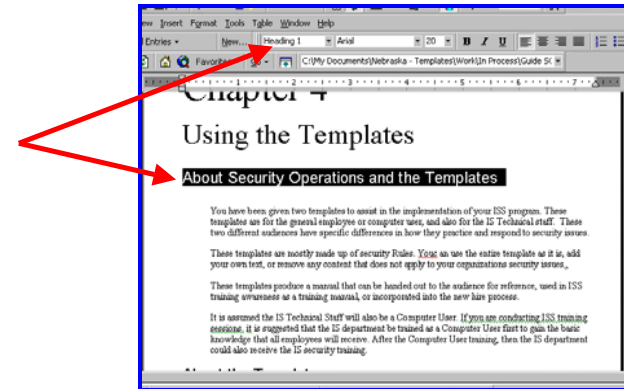 ew Insert Format Tools Table Window Help
l Entries New... Heading 1 Arial 20 B I U
Favorites C:\My Documents\Nebraska - Templates\Work\In Process\Guide S(
1 2 3 4 5 6 7
Chapter 4
Using the Templates
About Security Operations and the Templates
You have been given two templates to assist in the implementation of your ISS program. These
templates are for the general employee or computer user, and also for the IS Technical staff. These
two different audiences have specific differences in how they practice and respond to security issues.
These templates are mostly made up of security Rules. Your an use the entire template as it is, add
your own text, or remove any content that does not apply to your organizations security issues.,
These templates produce a manual that can be handed out to the audience for reference, used in ISS
training awareness as a training manual, or incorporated into the new hire process.
It is assumed the IS Technical Staff will also be a Computer User. If you are conducting ISS training
sessions, it is suggested that the IS department be trained as a Computer User first to gain the basic
knowledge that all employees will receive. After the Computer User training, then the IS department
could also receive the IS security training.